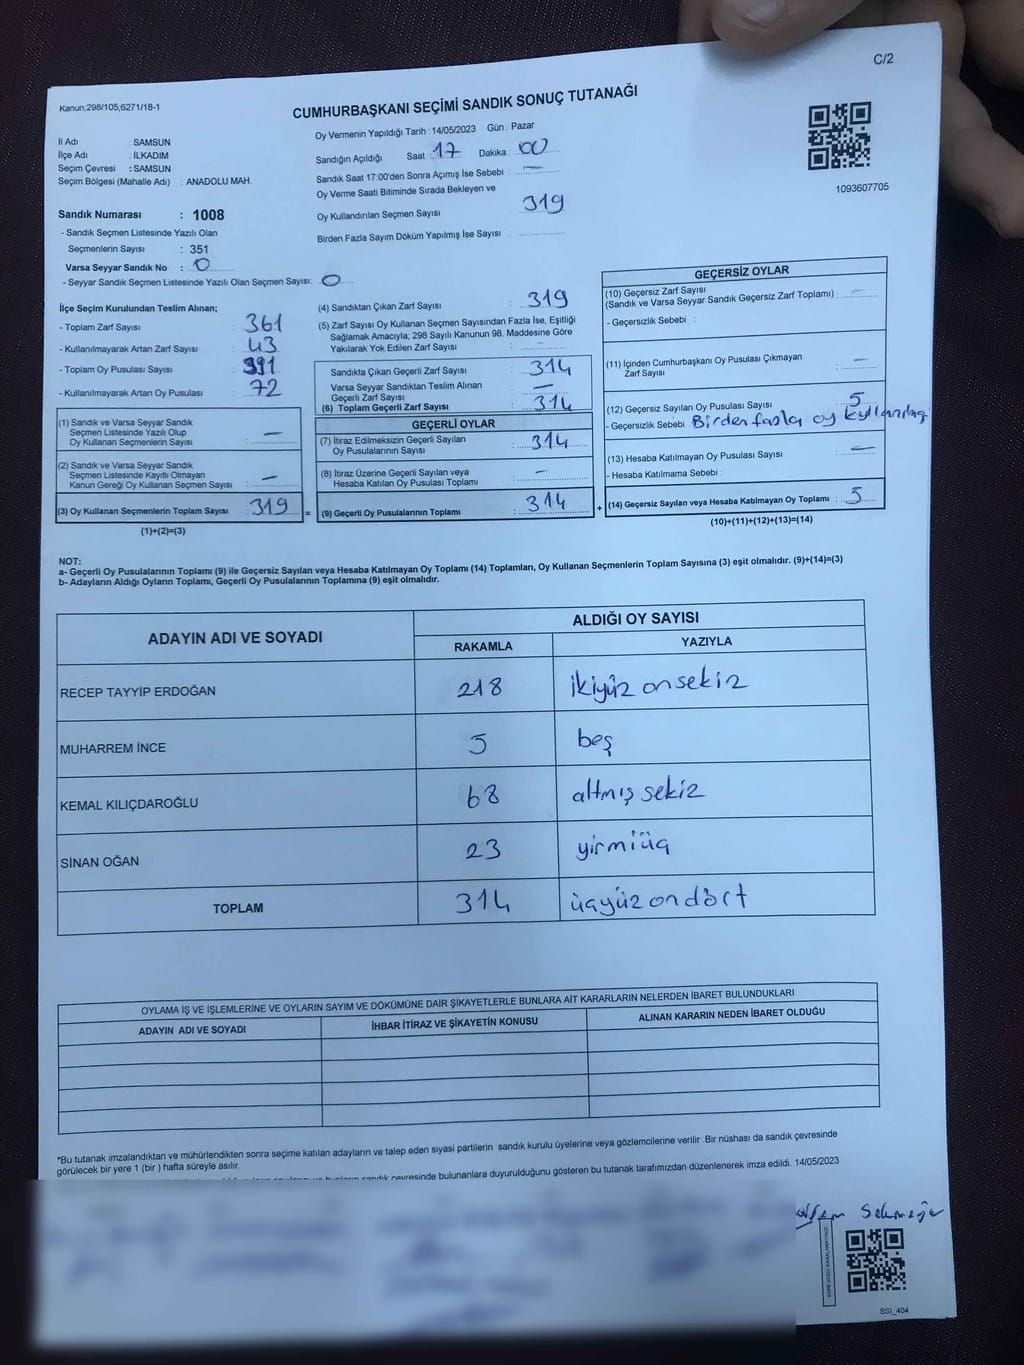 C/2
Kanun;298/105,6271/18-1
CUMHURBAŞKANI SEÇİMİ SANDIK SONUÇ TUTANAĞI
İl Adı : SAMSUN
İlçe Adı : İLKADIM
Seçim Çevresi : SAMSUN
Seçim Bölgesi (Mahalle Adı) : ANADOLU MAH.
Sandık Numarası : 1008
- Sandık Seçmen Listesinde Yazılı Olan
Seçmenlerin Sayısı : 351
Varsa Seyyar Sandık No : 0
- Seyyar Sandık Seçmen Listesinde Yazılı Olan Seçmen Sayısı: 0
Oy Vermenin Yapıldığı Tarih : 14/05/2023 Gün : Pazar
Sandığın Açıldığı Saat 17 Dakika : 00
Sandık Saat 17:00'den Sonra Açımış İse Sebebi : —
Oy Verme Saati Bitiminde Sırada Bekleyen ve
Oy Kullandırılan Seçmen Sayısı : 319
Birden Fazla Sayım Döküm Yapılmış İse Sayısı :
1093607705
İlçe Seçim Kurulundan Teslim Alınan;
- Toplam Zarf Sayısı : 361
- Kullanılmayarak Artan Zarf Sayısı : 43
- Toplam Oy Pusulası Sayısı : 391
- Kullanılmayarak Artan Oy Pusulası : 72
(1) Sandık ve Varsa Seyyar Sandık
Seçmen Listesinde Yazılı Olup
Oy Kullanan Seçmenlerin Sayısı : —
(2) Sandık ve Varsa Seyyar Sandık
Seçmen Listesinde Kayıtlı Olmayan
Kanun Gereği Oy Kullanan Seçmen Sayısı : —
(3) Oy Kullanan Seçmenlerin Toplam Sayısı : 319
(1)+(2)=(3)
(4) Sandıktan Çıkan Zarf Sayısı : 319
(5) Zarf Sayısı Oy Kullanan Seçmen Sayısından Fazla İse, Eşitliği
Sağlamak Amacıyla; 298 Sayılı Kanunun 98. Maddesine Göre
Yakılarak Yok Edilen Zarf Sayısı : -
Sandıkta Çıkan Geçerli Zarf Sayısı : 314
Varsa Seyyar Sandıktan Teslim Alınan
Geçerli Zarf Sayısı : —
(6) Toplam Geçerli Zarf Sayısı : 314
GEÇERLİ OYLAR
(7) İtiraz Edilmeksizin Geçerli Sayılan
Oy Pusulalarının Sayısı : 314
(8) İtiraz Üzerine Geçerli Sayılan veya
Hesaba Katılan Oy Pusulası Toplamı : —
= (9) Geçerli Oy Pusulalarının Toplamı : 314 +
GEÇERSİZ OYLAR
(10) Geçersiz Zarf Sayısı
(Sandık ve Varsa Seyyar Sandık Geçersiz Zarf Toplamı) : —
- Geçersizlik Sebebi :
(11) İçinden Cumhurbaşkanı Oy Pusulası Çıkmayan
Zarf Sayısı : —
(12) Geçersiz Sayılan Oy Pusulası Sayısı : 5
- Geçersizlik Sebebi Birden fazla oy kullanılmış
(13) Hesaba Katılmayan Oy Pusulası Sayısı : —
- Hesaba Katılmama Sebebi :
(14) Geçersiz Sayılan veya Hesaba Katılmayan Oy Toplamı : 5
(10)+(11)+(12)+(13)=(14)
NOT:
a- Geçerli Oy Pusulalarının Toplamı (9) ile Geçersiz Sayılan veya Hesaba Katılmayan Oy Toplamı (14) Toplamları, Oy Kullanan Seçmenlerin Toplam Sayısına (3) eşit olmalıdır. (9)+(14)=(3)
b- Adayların Aldığı Oyların Toplamı, Geçerli Oy Pusulalarının Toplamına (9) eşit olmalıdır.
ADAYIN ADI VE SOYADI ALDIĞI OY SAYISI
RAKAMLA YAZIYLA
RECEP TAYYİP ERDOĞAN 218 ikiyüz onsekiz
MUHARREM İNCE 5 beş
KEMAL KILIÇDAROĞLU 68 altmış sekiz
SİNAN OĞAN 23 yirmiüç
TOPLAM 314 üçyüz on dört
OYLAMA İŞ VE İŞLEMLERİNE VE OYLARIN SAYIM VE DÖKÜMÜNE DAİR ŞİKAYETLERLE BUNLARA AİT KARARLARIN NELERDEN İBARET BULUNDUKLARI
ADAYIN ADI VE SOYADI İHBAR İTİRAZ VE ŞİKAYETİN KONUSU ALINAN KARARIN NEDEN İBARET OLDUĞU
*Bu tutanak imzalandıktan ve mühürlendikten sonra seçime katılan adayların ve talep eden siyasi partilerin sandık kurulu üyelerine veya gözlemcilerine verilir Bir nüshası da sandık çevresinde
görülecek bir yere 1 (bir ) hafta süreyle asılır.
sandık çevresinde bulunanlara duyurulduğunu gösteren bu tutanak tarafımızdan düzenlenerek imza edildi. 14/05/2023
SSI_404